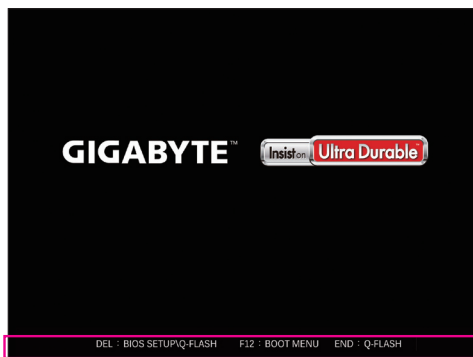 GIGABYTE™
Insist on Ultra Durable™
DEL : BIOS SETUP\Q-FLASH F12 : BOOT MENU END : Q-FLASH